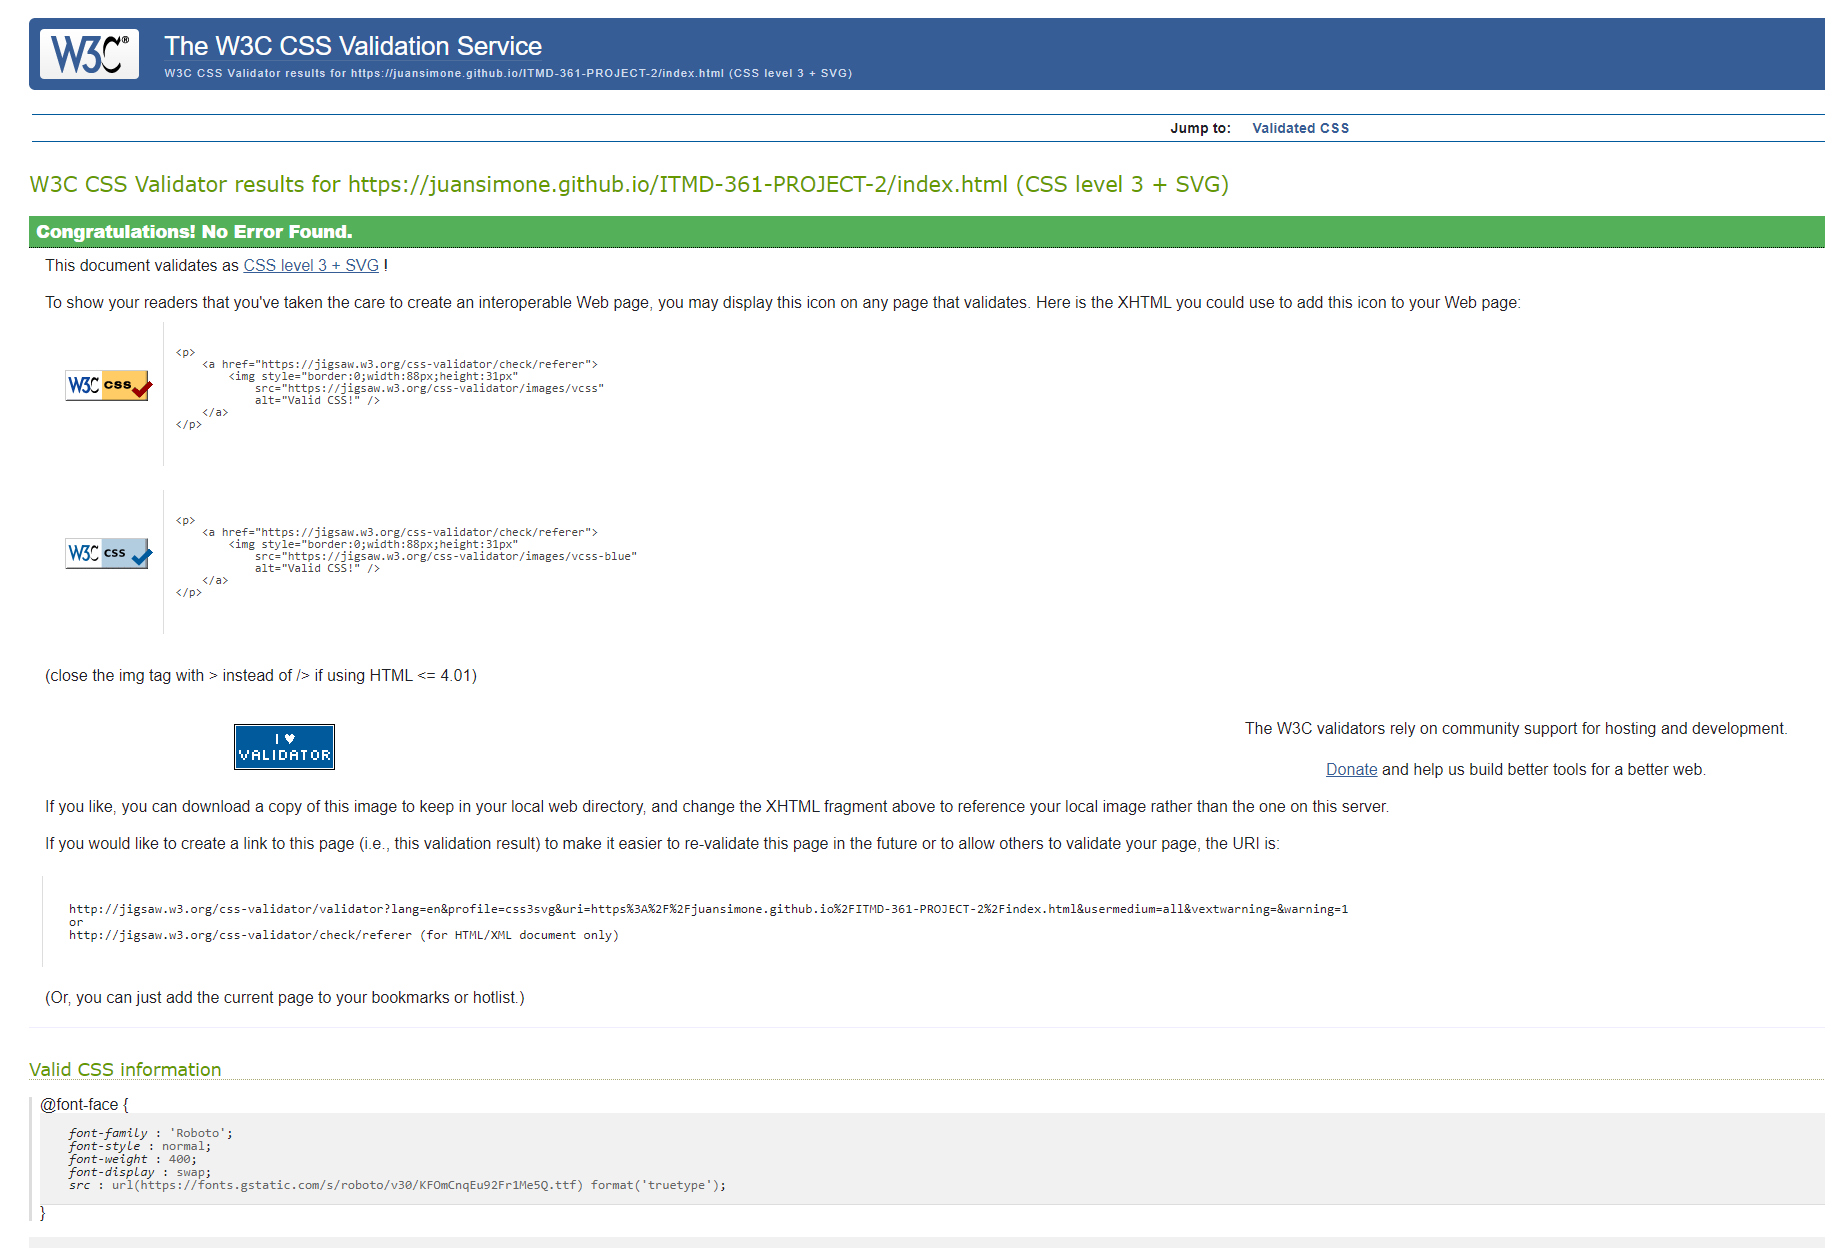 W3C®
The W3C CSS Validation Service
W3C CSS Validator results for https://juansimone.github.io/ITMD-361-PROJECT-2/index.html (CSS level 3 + SVG)
Jump to: Validated CSS
W3C CSS Validator results for https://juansimone.github.io/ITMD-361-PROJECT-2/index.html (CSS level 3 + SVG)
Congratulations! No Error Found.
This document validates as CSS level 3 + SVG !
To show your readers that you've taken the care to create an interoperable Web page, you may display this icon on any page that validates. Here is the XHTML you could use to add this icon to your Web page:
W3C css
<p>
<a href="https://jigsaw.w3.org/css-validator/check/referer">
<img style="border:0;width:88px;height:31px"
src="https://jigsaw.w3.org/css-validator/images/vcss"
alt="Valid CSS!" />
</a>
</p>
W3C css
<p>
<a href="https://jigsaw.w3.org/css-validator/check/referer">
<img style="border:0;width:88px;height:31px"
src="https://jigsaw.w3.org/css-validator/images/vcss-blue"
alt="Valid CSS!" />
</a>
</p>
(close the img tag with > instead of /> if using HTML <= 4.01)
I ♥
VALIDATOR
The W3C validators rely on community support for hosting and development.
Donate and help us build better tools for a better web.
If you like, you can download a copy of this image to keep in your local web directory, and change the XHTML fragment above to reference your local image rather than the one on this server.
If you would like to create a link to this page (i.e., this validation result) to make it easier to re-validate this page in the future or to allow others to validate your page, the URI is:
http://jigsaw.w3.org/css-validator/validator?lang=en&profile=css3svg&uri=https%3A%2F%2Fjuansimone.github.io%2FITMD-361-PROJECT-2%2Findex.html&usermedium=all&vextwarning=&warning=1
or
http://jigsaw.w3.org/css-validator/check/referer (for HTML/XML document only)
(Or, you can just add the current page to your bookmarks or hotlist.)
Valid CSS information
@font-face {
font-family : 'Roboto';
font-style : normal;
font-weight : 400;
font-display : swap;
src : url(https://fonts.gstatic.com/s/roboto/v30/KFOmCnqEu92Fr1Me5Q.ttf) format('truetype');
}